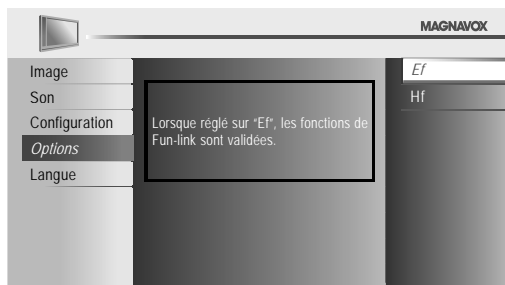 MAGNAVOX
Image
Son
Configuration
Options
Langue
Lorsque réglé sur "Ef", les fonctions de
Fun-link sont validées.
Ef
Hf